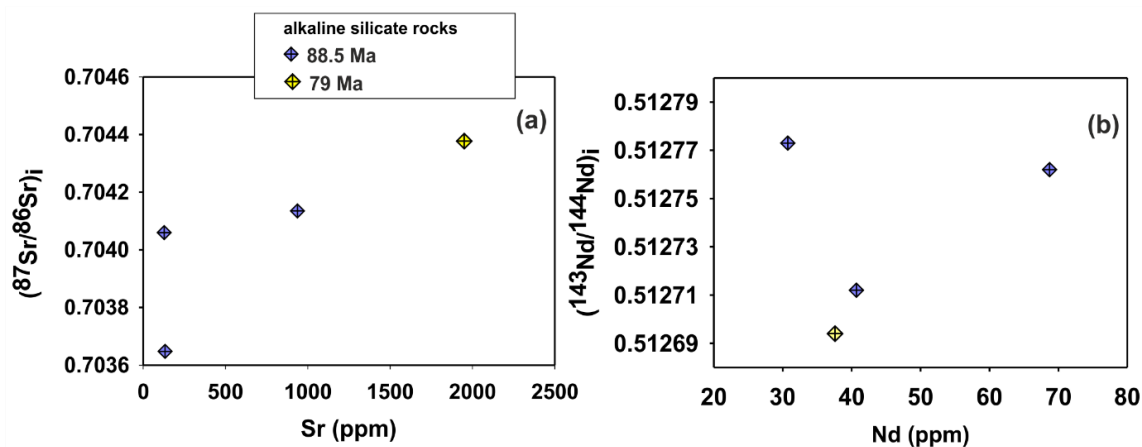 alkaline silicate rocks
88.5 Ma
79 Ma
(a)
(87Sr/86Sr)i
0.7046
0.7044
0.7042
0.704
0.7038
0.7036
0 500 1000 1500 2000 2500
Sr (ppm)
(b)
(143Nd/144Nd)i
0.51279
0.51277
0.51275
0.51273
0.51271
0.51269
20 30 40 50 60 70 80
Nd (ppm)